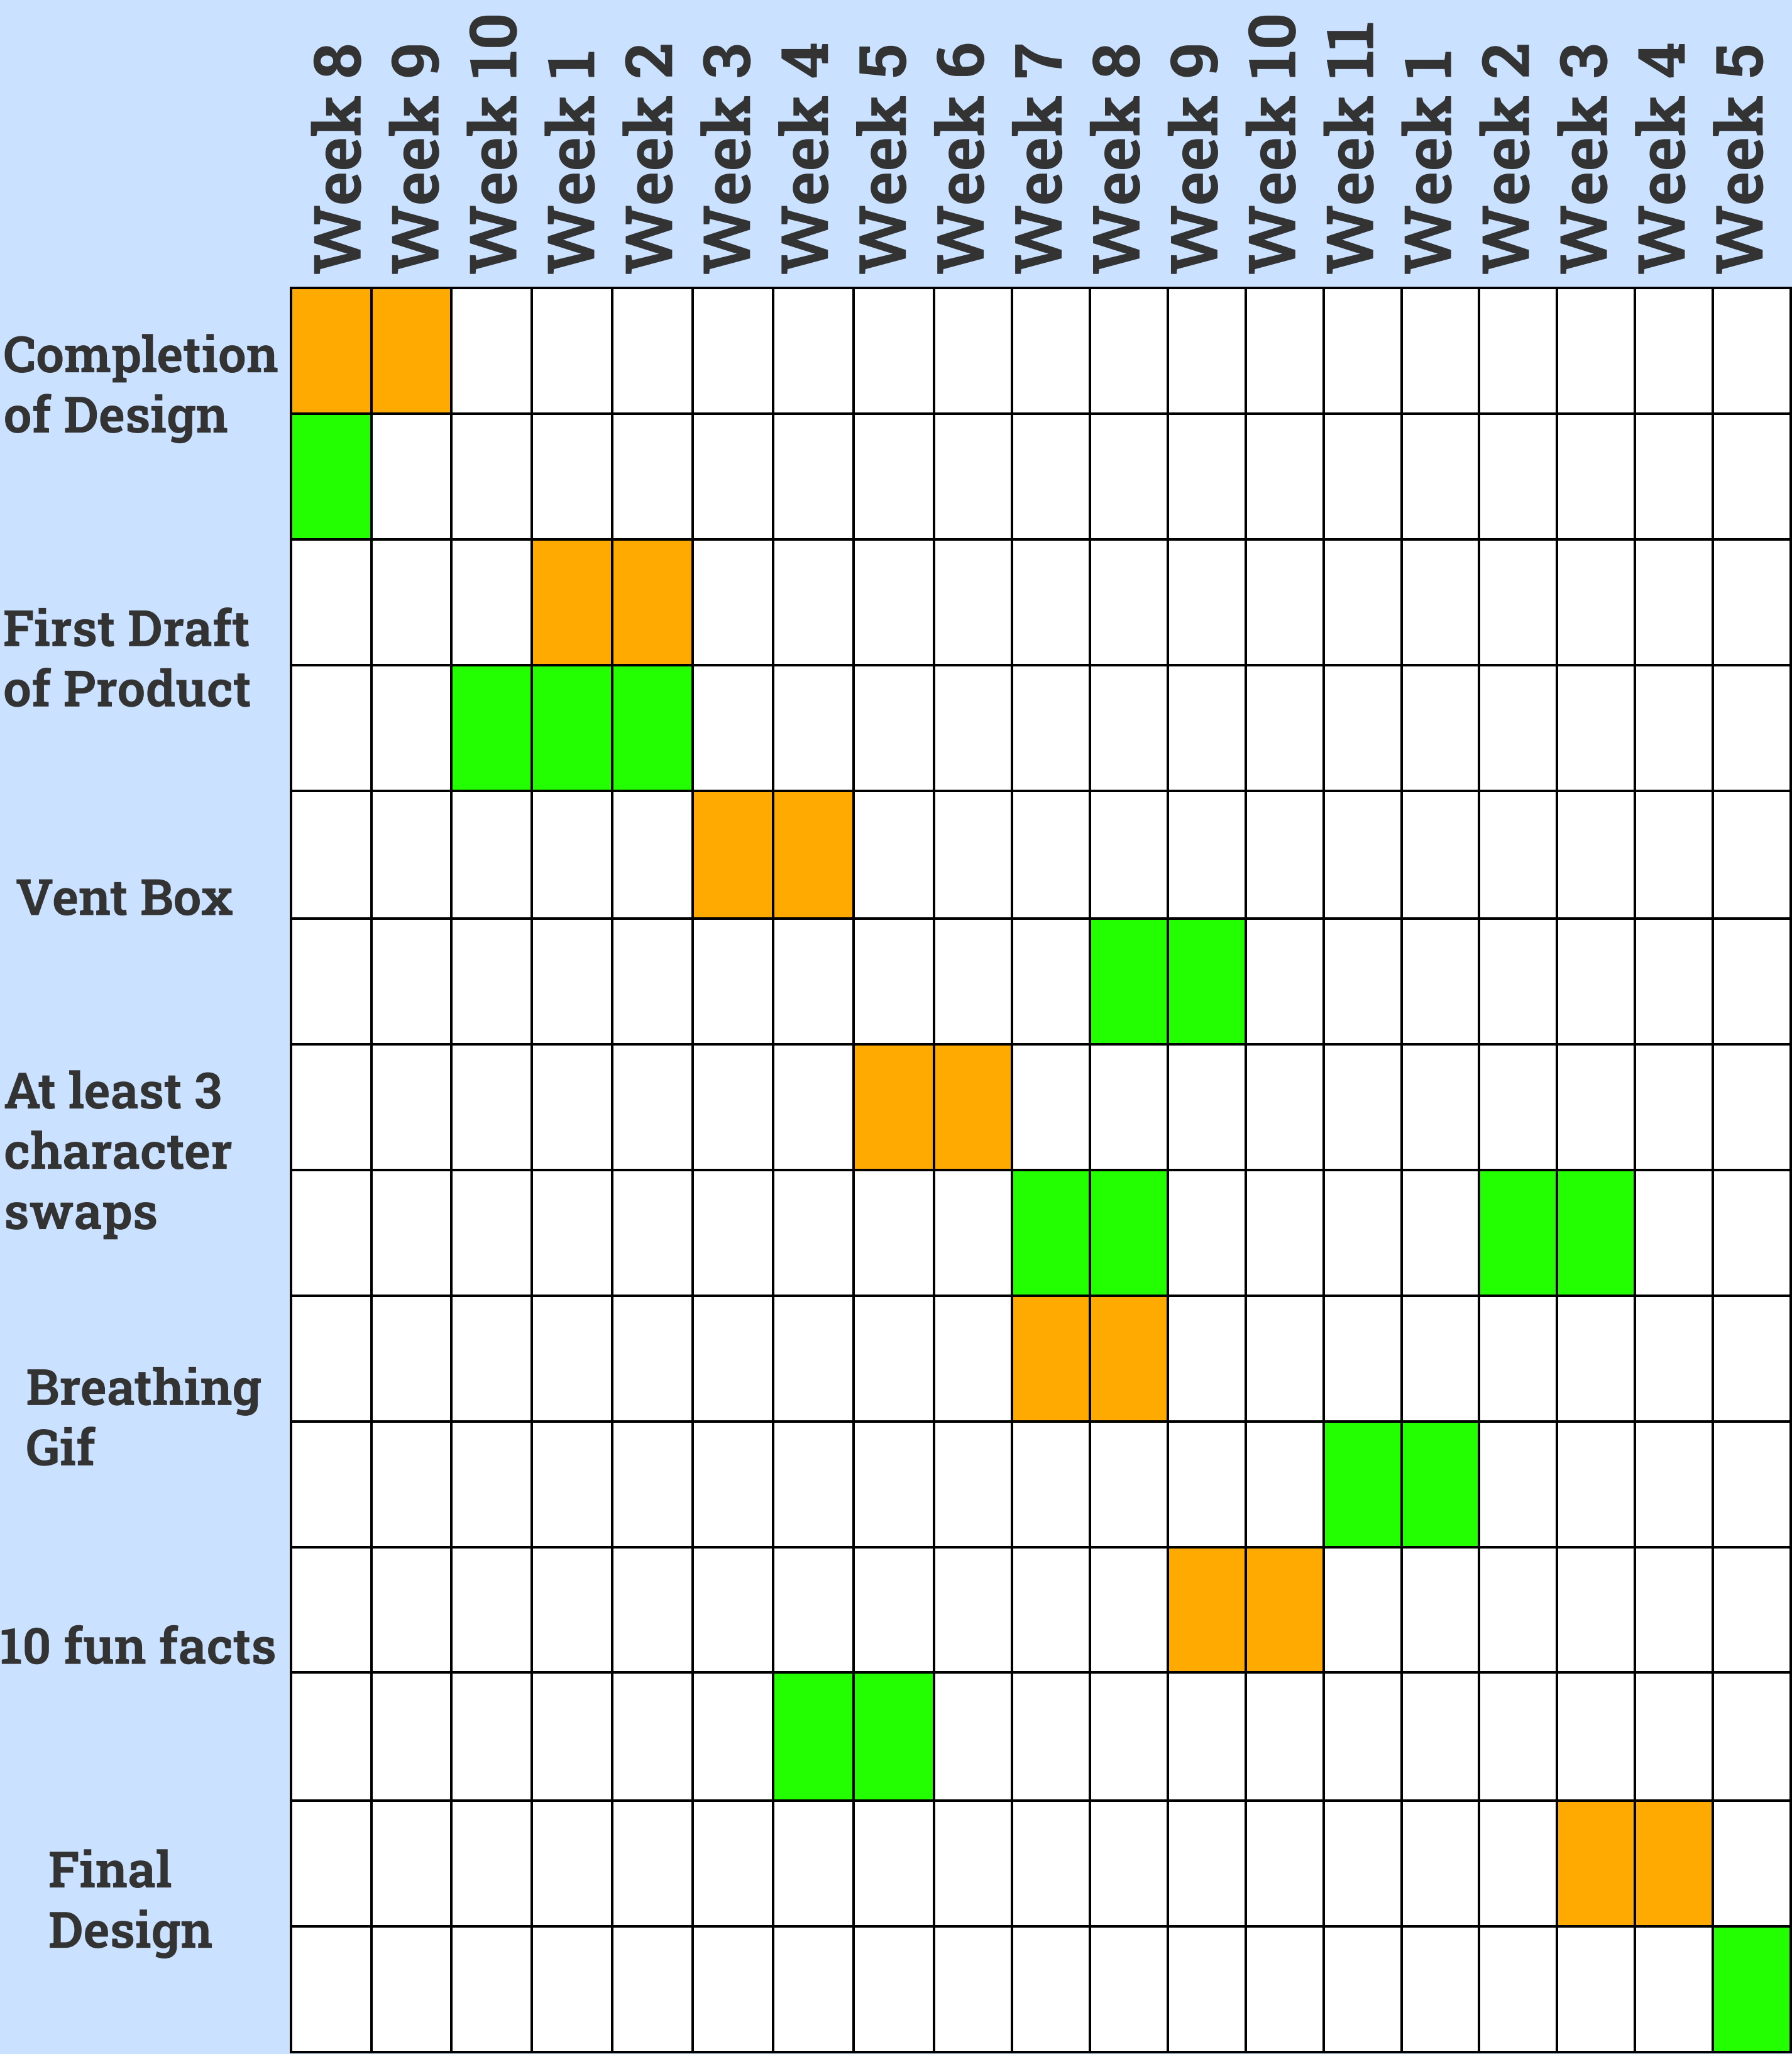 Week 8
Week 9
Week 10
Week 1
Week 2
Week 3
Week 4
Week 5
Week 6
Week 7
Week 8
Week 9
Week 10
Week 11
Week 1
Week 2
Week 3
Week 4
Week 5
Completion
of Design
First Draft
of Product
Vent Box
At least 3
character
swaps
Breathing
Gif
10 fun facts
Final
Design